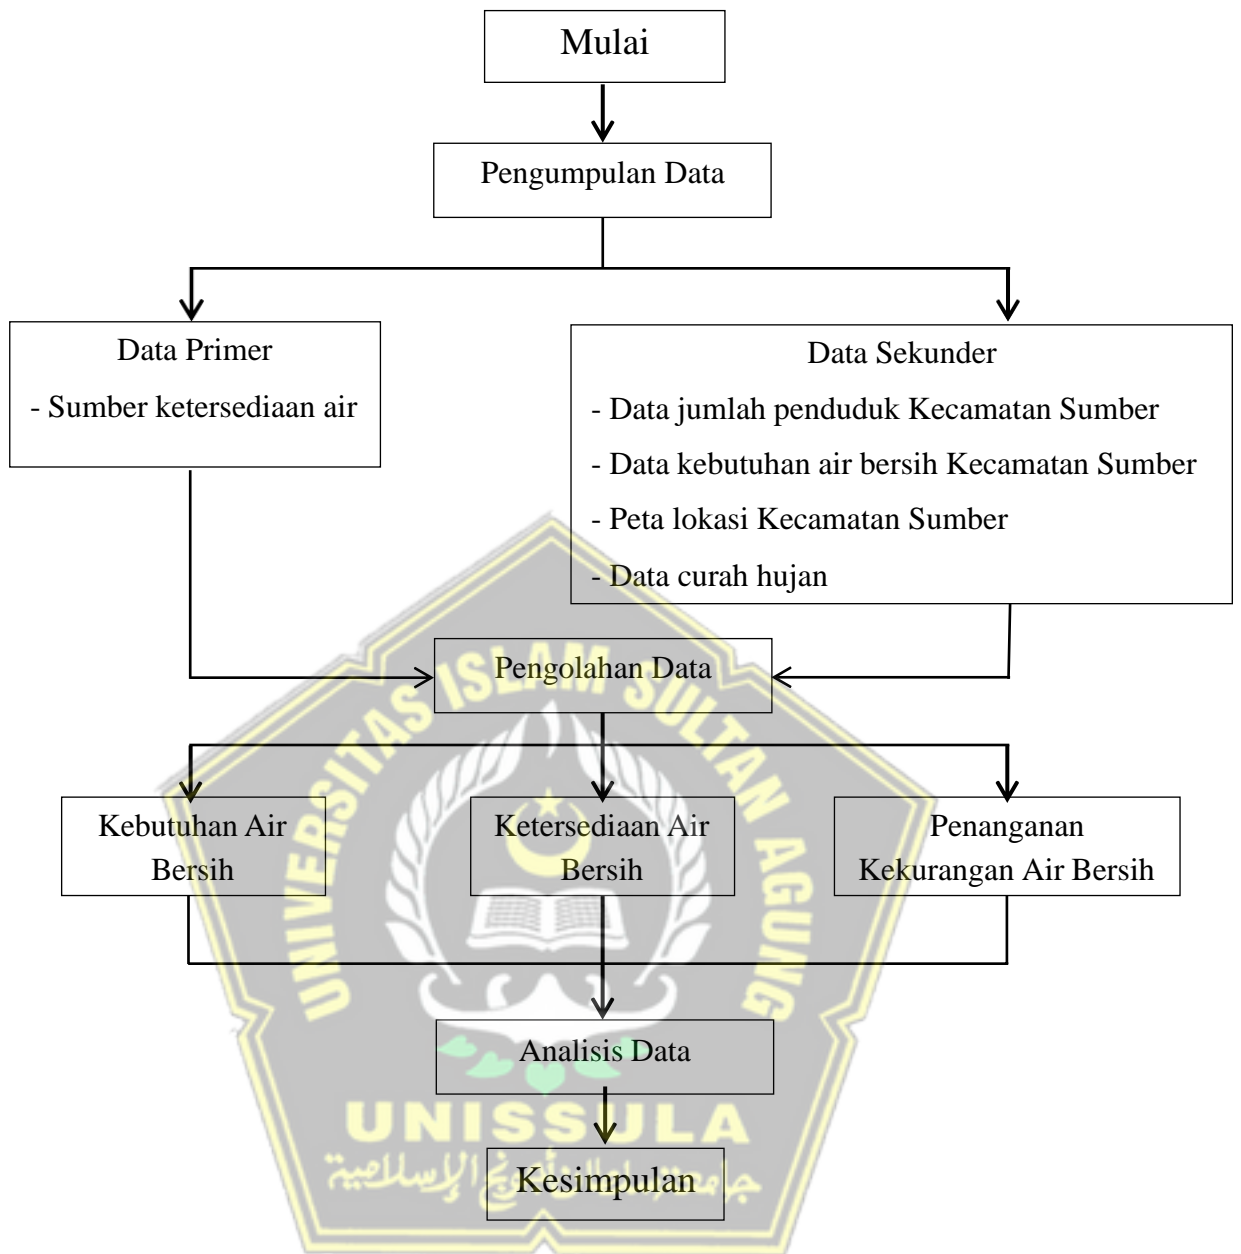 Mulai
Pengumpulan Data
Data Primer
- Sumber ketersediaan air
Data Sekunder
- Data jumlah penduduk Kecamatan Sumber
- Data kebutuhan air bersih Kecamatan Sumber
- Peta lokasi Kecamatan Sumber
- Data curah hujan
Pengolahan Data
Kebutuhan Air
Bersih
Ketersediaan Air
Bersih
Penanganan
Kekurangan Air Bersih
Analisis Data
Kesimpulan
UNIVERSITAS ISLAM SULTAN AGUNG
UNISSULA
الإسلامية